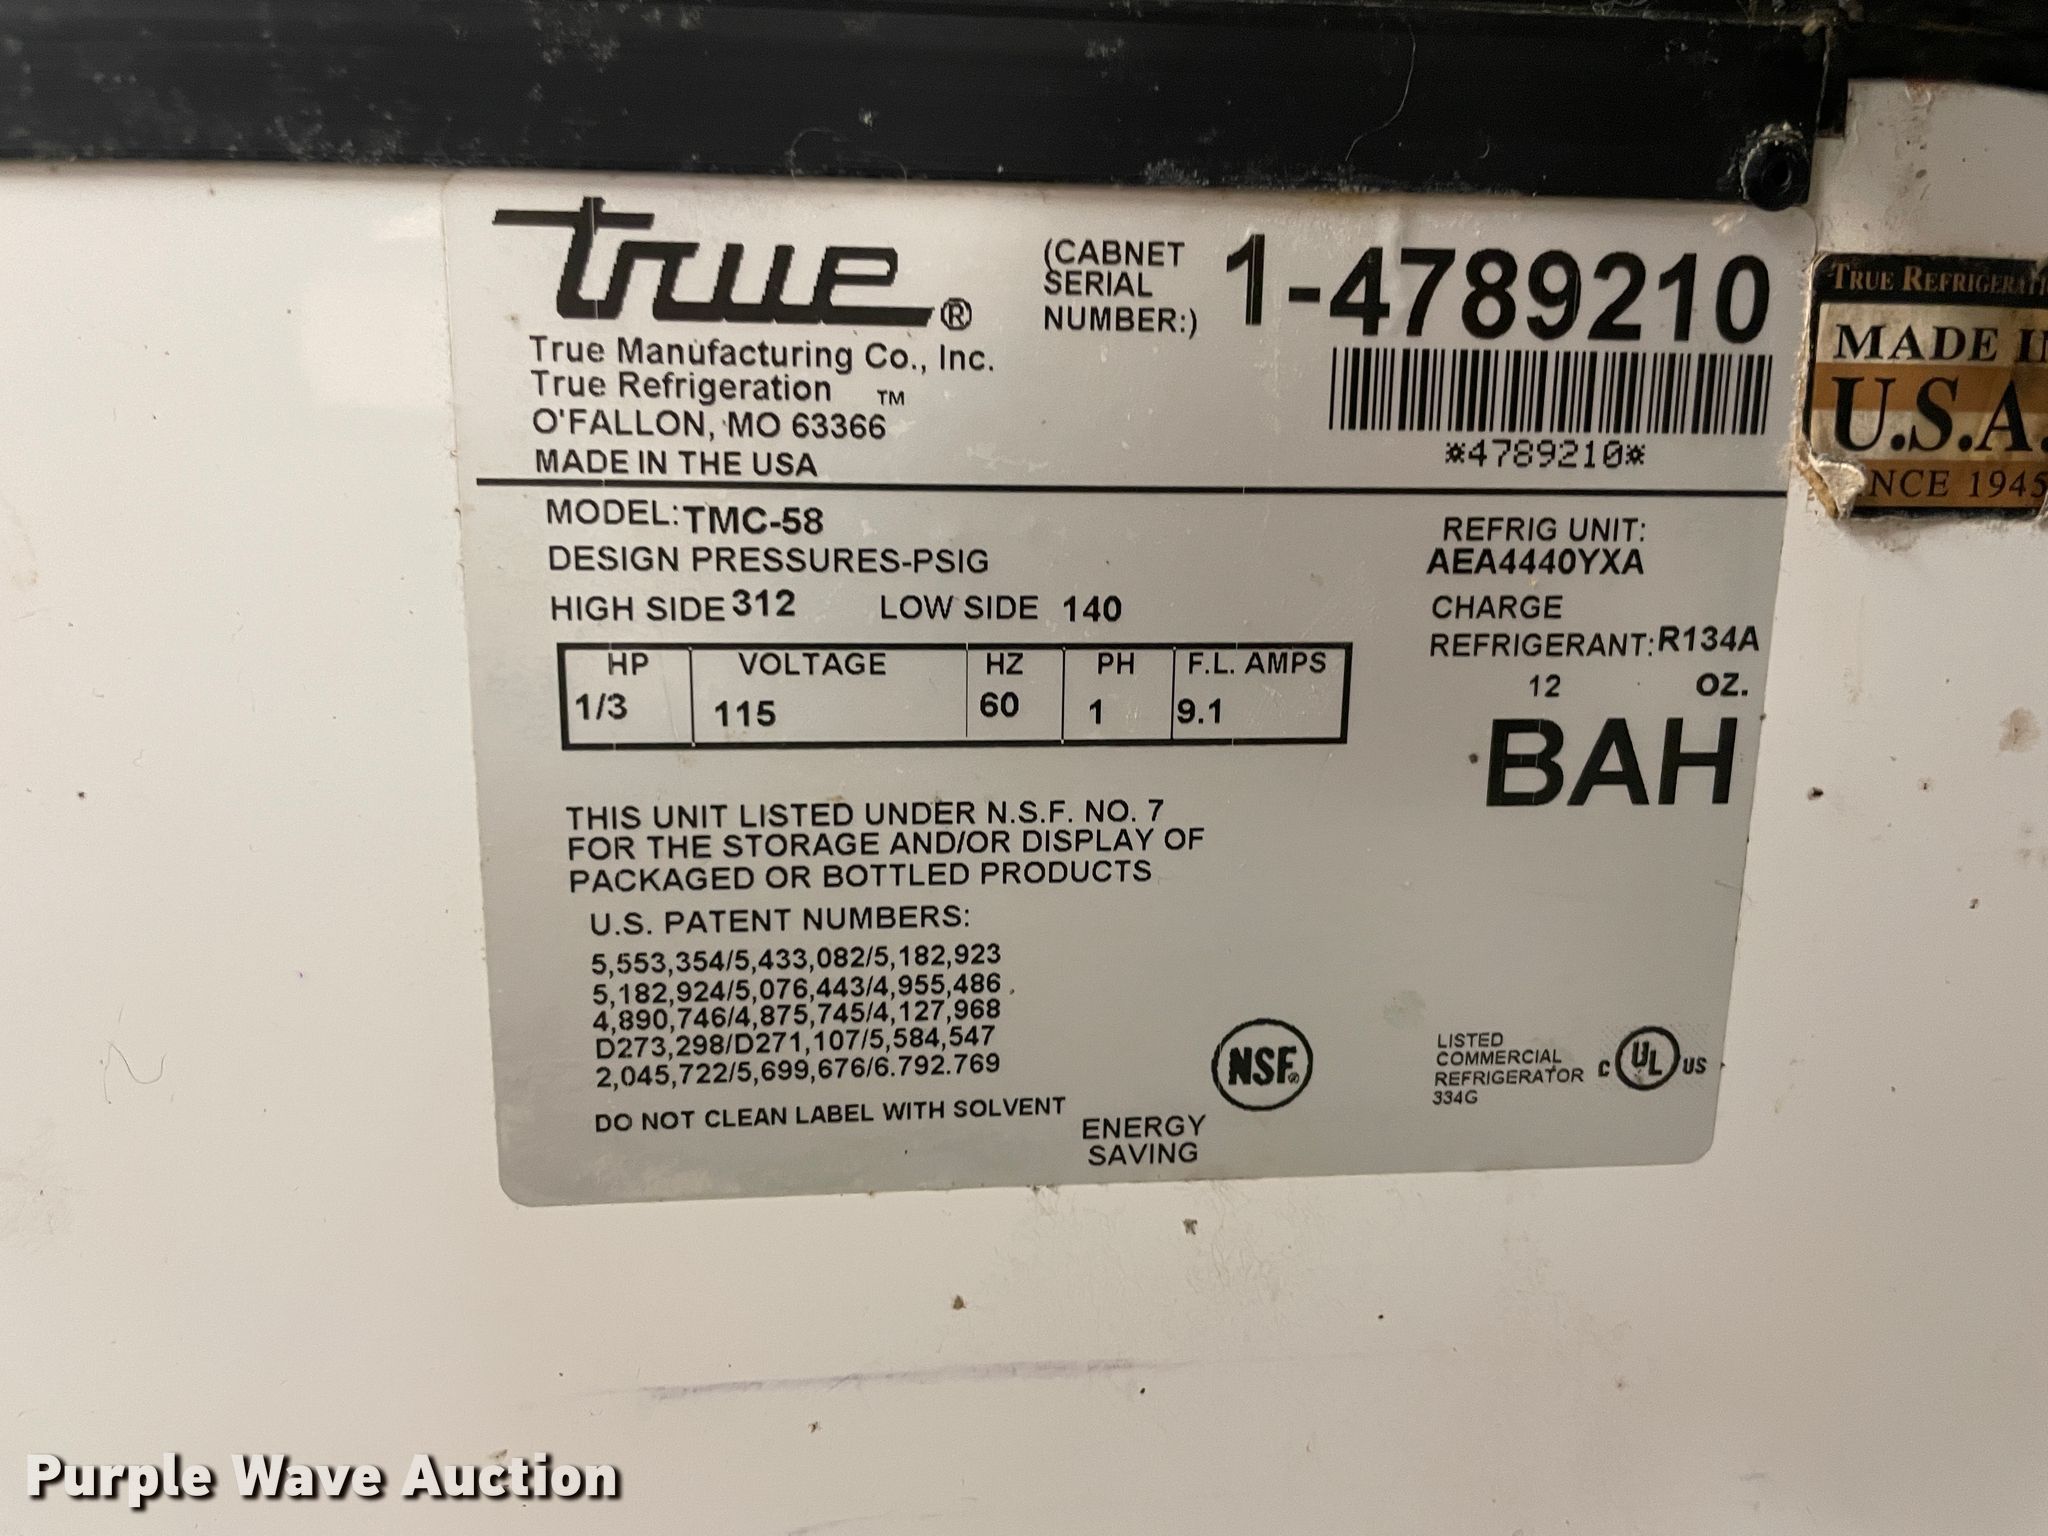 true®
True Manufacturing Co., Inc.
True Refrigeration ™
O'FALLON, MO 63366
MADE IN THE USA
(CABNET
SERIAL
NUMBER:)
1-4789210
*4789210*
TRUE
MADE
U.S.A.
1945
MODEL: TMC-58
DESIGN PRESSURES-PSIG
HIGH SIDE 312 LOW SIDE 140
REFRIG UNIT:
AEA4440YXA
CHARGE
REFRIGERANT: R134A
12 OZ.
BAH
HP VOLTAGE HZ PH F.L. AMPS
1/3 115 60 1 9.1
THIS UNIT LISTED UNDER N.S.F. NO. 7
FOR THE STORAGE AND/OR DISPLAY OF
PACKAGED OR BOTTLED PRODUCTS
U.S. PATENT NUMBERS:
5,553,354/5,433,082/5,182,923
5,182,924/5,076,443/4,955,486
4,890,746/4,875,745/4,127,968
D273,298/D271,107/5,584,547
2,045,722/5,699,676/6.792.769
DO NOT CLEAN LABEL WITH SOLVENT
ENERGY
SAVING
NSF®
LISTED
COMMERCIAL
REFRIGERATOR
334G
C UL US
Purple Wave Auction